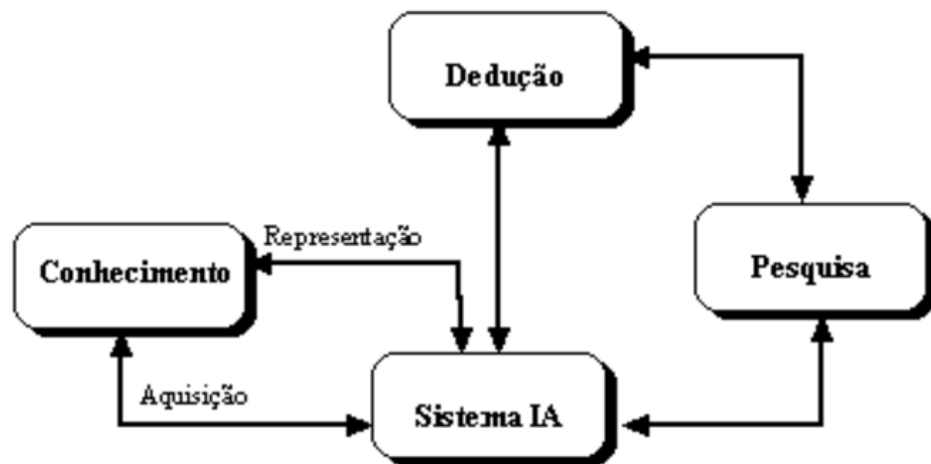 Dedução
Representação
Conhecimento
Pesquisa
Aquisição
Sistema IA